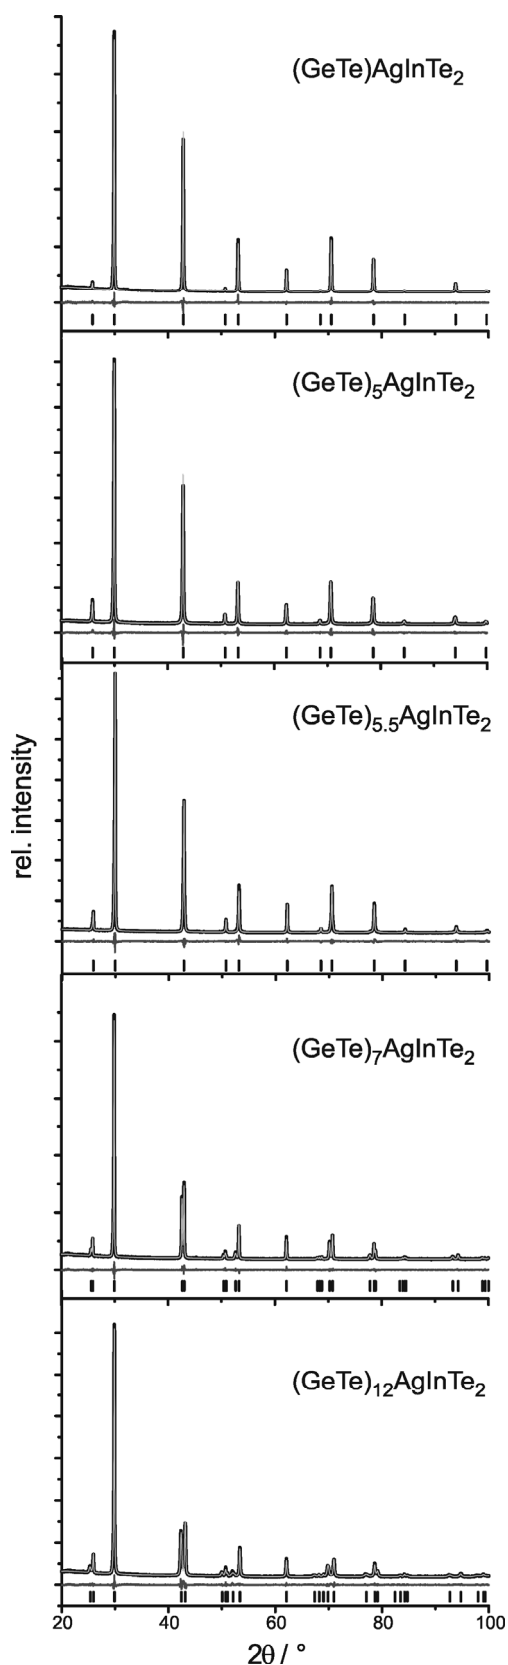 (GeTe)AgInTe₂
(GeTe)₅AgInTe₂
(GeTe)₅.₅AgInTe₂
rel. intensity
(GeTe)₇AgInTe₂
(GeTe)₁₂AgInTe₂
20 40 60 80 100
2θ / °